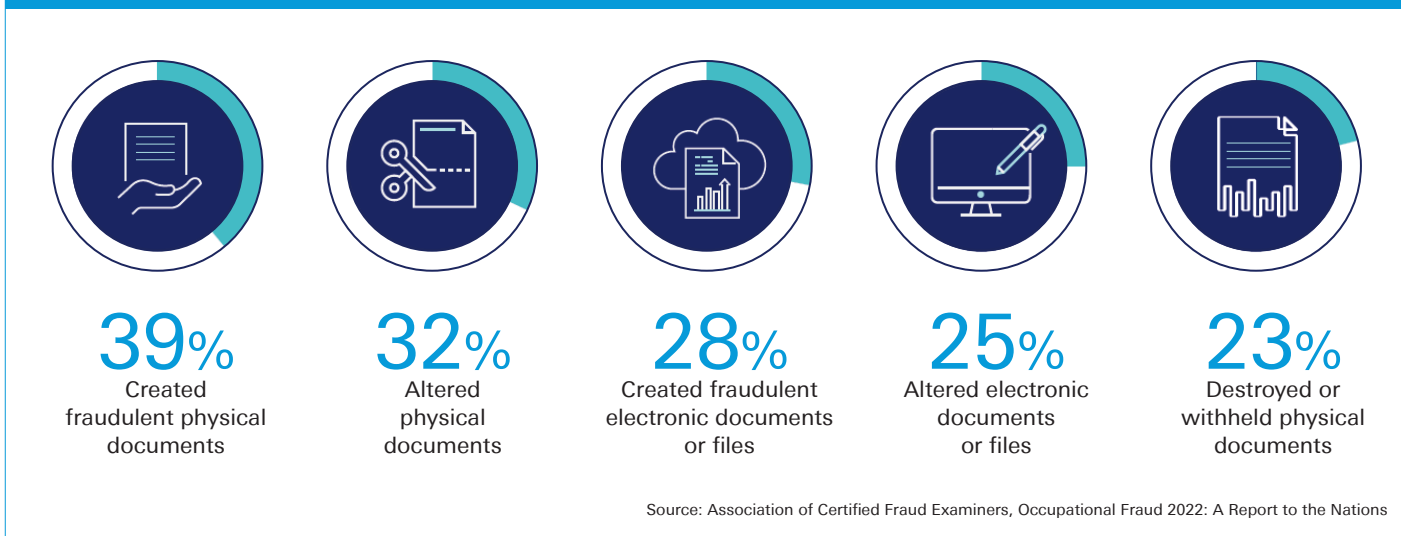 39%
Created
fraudulent physical
documents
32%
Altered
physical
documents
28%
Created fraudulent
electronic documents
or files
25%
Altered electronic
documents
or files
23%
Destroyed or
withheld physical
documents
Source: Association of Certified Fraud Examiners, Occupational Fraud 2022: A Report to the Nations